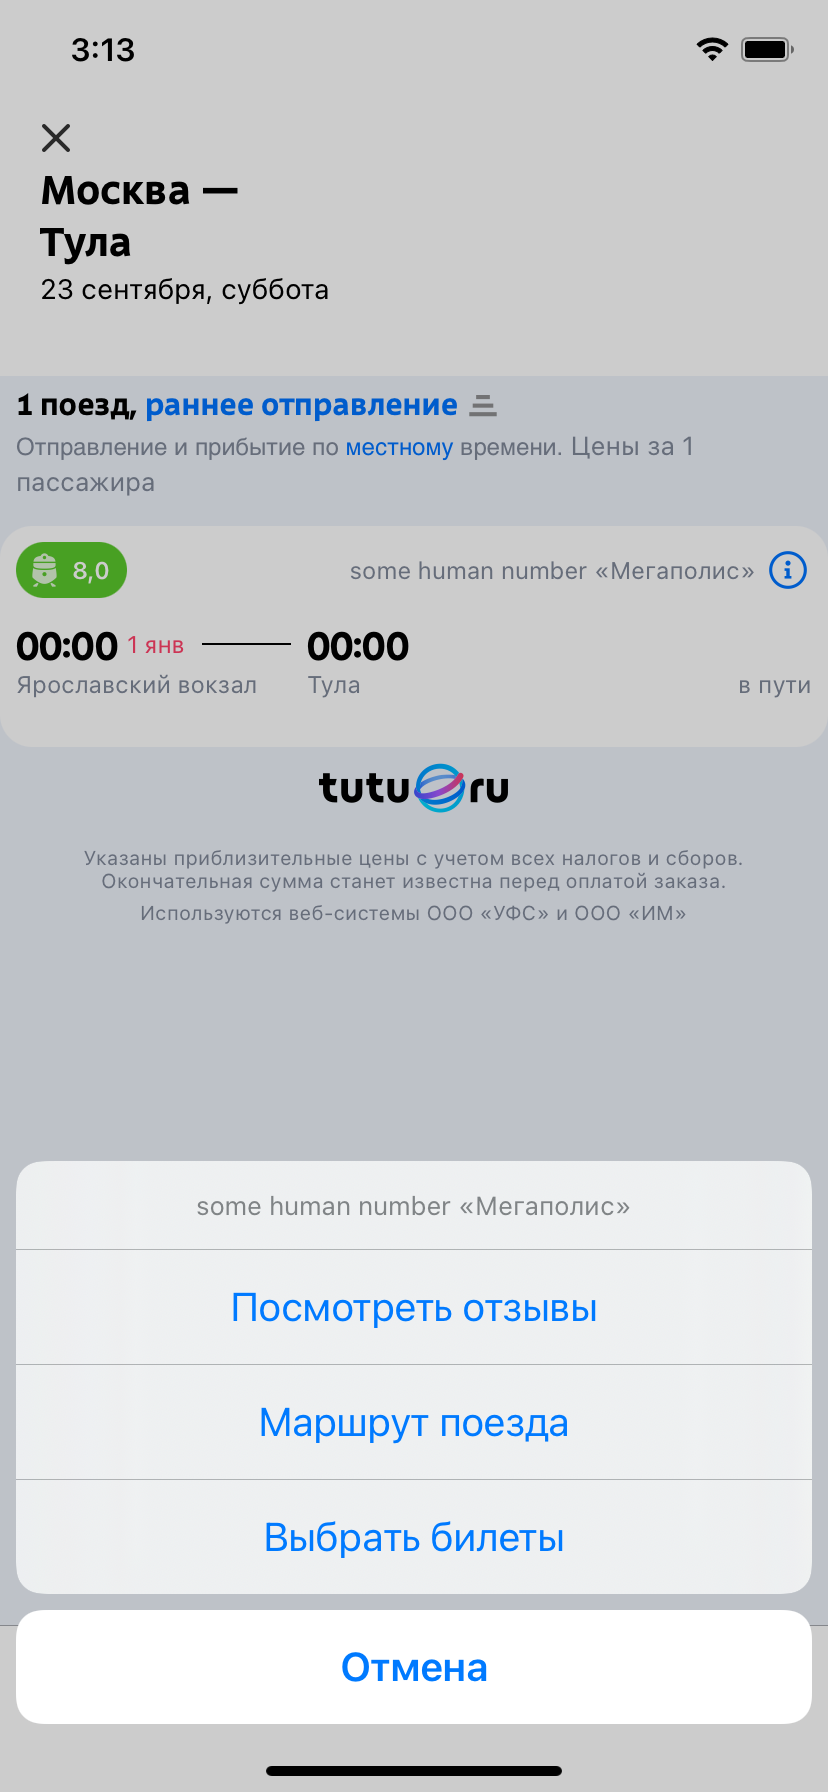 3:13
Москва —
Тула
23 сентября, суббота
1 поезд, раннее отправление
Отправление и прибытие по местному времени. Цены за 1
пассажира
8,0 some human number «Мегаполис»
00:00 1 янв 00:00
Ярославский вокзал Тула в пути
tutu ru
Указаны приблизительные цены с учетом всех налогов и сборов.
Окончательная сумма станет известна перед оплатой заказа.
Используются веб-системы ООО «УФС» и ООО «ИМ»
some human number «Мегаполис»
Посмотреть отзывы
Маршрут поезда
Выбрать билеты
Отмена